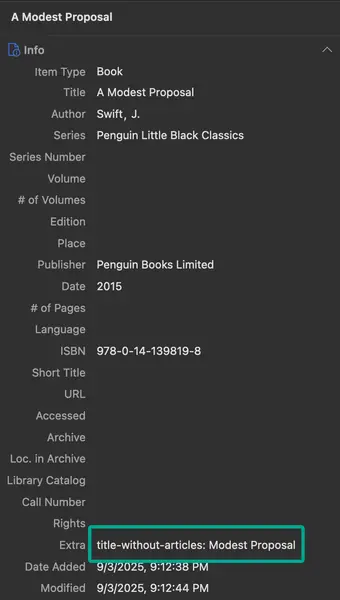 A Modest Proposal
Info
Item Type Book
Title A Modest Proposal
Author Swift, J.
Series Penguin Little Black Classics
Series Number
Volume
# of Volumes
Edition
Place
Publisher Penguin Books Limited
Date 2015
# of Pages
Language
ISBN 978-0-14-139819-8
Short Title
URL
Accessed
Archive
Loc. in Archive
Library Catalog
Call Number
Rights
Extra title-without-articles: Modest Proposal
Date Added 9/3/2025, 9:12:38 PM
Modified 9/3/2025, 9:12:44 PM